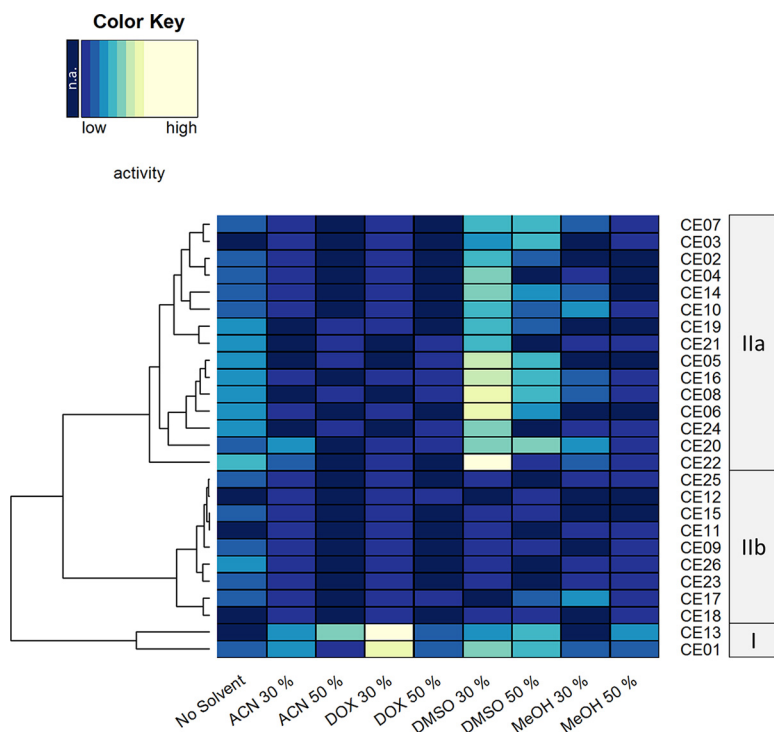 Color Key
n.a.
low high
activity
CE07
CE03
CE02
CE04
CE14
CE10
CE19
CE21
CE05
CE16
CE08
CE06
CE24
CE20
CE22
CE25
CE12
CE15
CE11
CE09
CE26
CE23
CE17
CE18
CE13
CE01
IIa
IIb
I
No Solvent
ACN 30 %
ACN 50 %
DOX 30 %
DOX 50 %
DMSO 30 %
DMSO 50 %
MeOH 30 %
MeOH 50 %